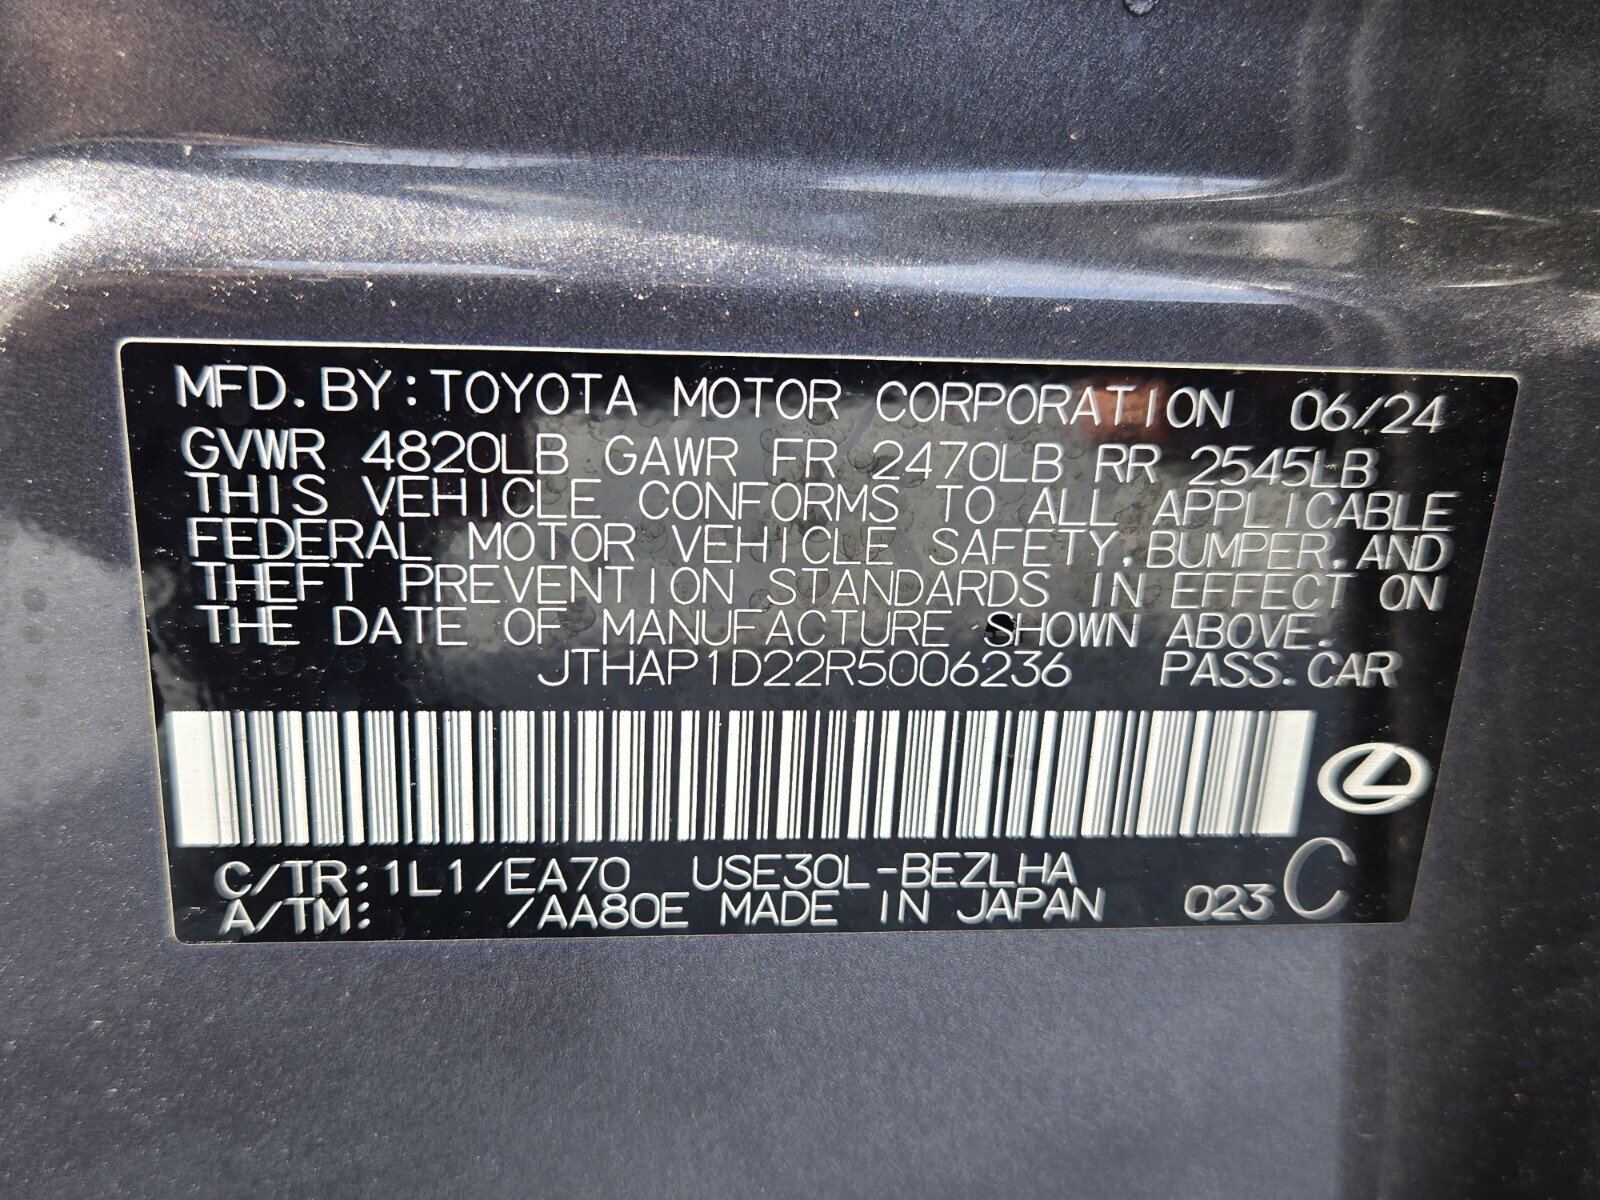 MFD. BY: TOYOTA MOTOR CORPORATION 06/24
GVWR 4820LB GAWR FR 2470LB RR 2545LB
THIS VEHICLE CONFORMS TO ALL APPLICABLE
FEDERAL MOTOR VEHICLE SAFETY, BUMPER, AND
THEFT PREVENTION STANDARDS IN EFFECT ON
THE DATE OF MANUFACTURE SHOWN ABOVE.
JTHAP1D22R5006236 PASS. CAR
C/TR: 1L1/EA70 USE30L-BEZLHA
A/TM: /AA80E MADE IN JAPAN 023 C